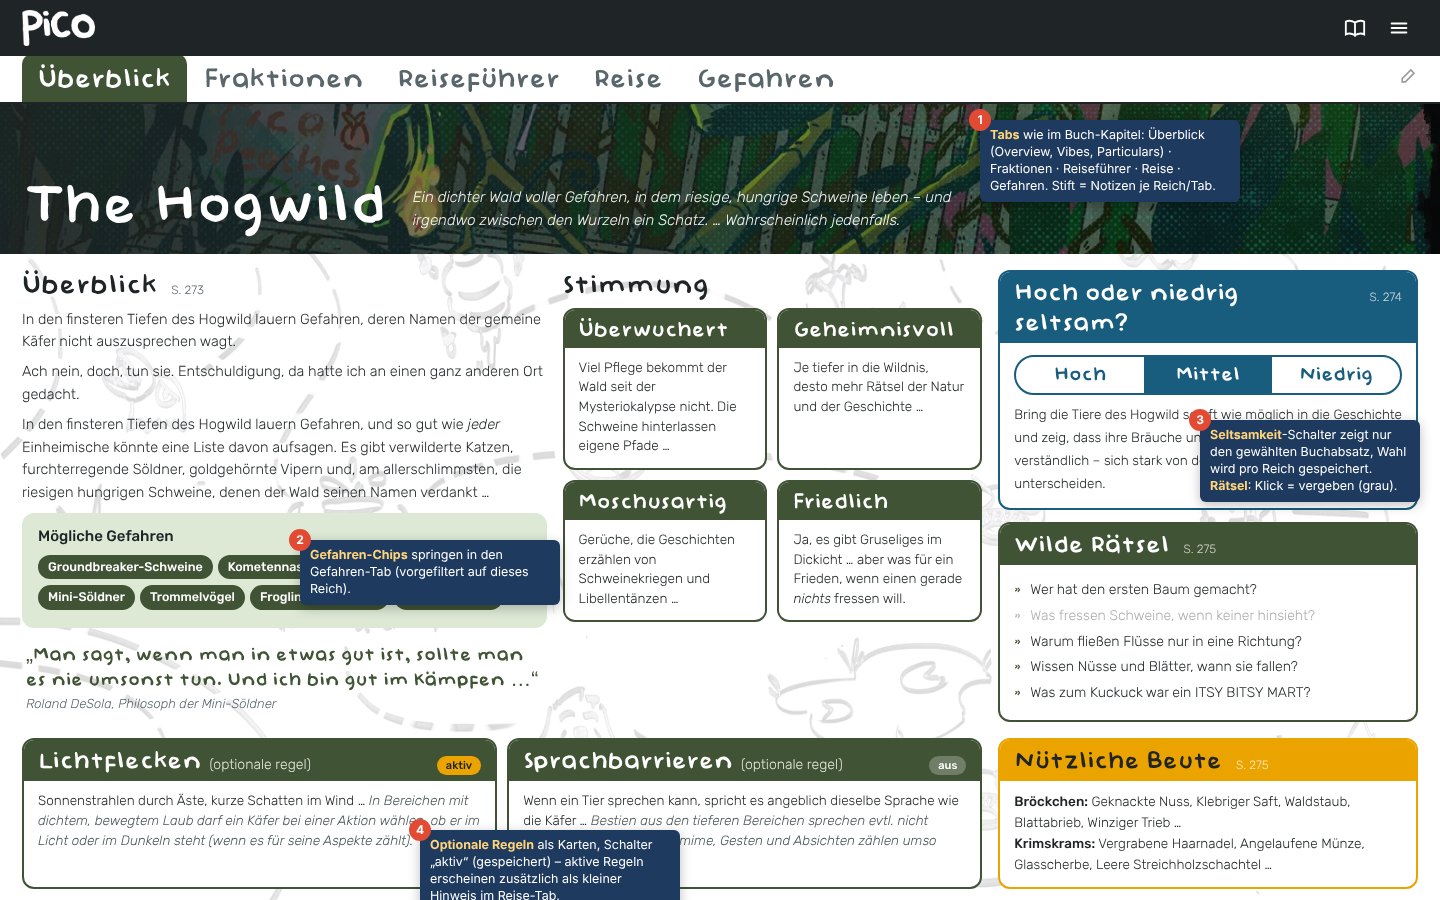 PiCO
Überblick Fraktionen Reiseführer Reise Gefahren
Pico
Peaches
The Hogwild
Ein dichter Wald voller Gefahren, in dem riesige, hungrige Schweine leben – und
irgendwo zwischen den Wurzeln ein Schatz. … Wahrscheinlich jedenfalls.
1
Tabs wie im Buch-Kapitel: Überblick
(Overview, Vibes, Particulars) ·
Fraktionen · Reiseführer · Reise ·
Gefahren. Stift = Notizen je Reich/Tab.
Überblick S. 273
In den finsteren Tiefen des Hogwild lauern Gefahren, deren Namen der gemeine
Käfer nicht auszusprechen wagt.
Ach nein, doch, tun sie. Entschuldigung, da hatte ich an einen ganz anderen Ort
gedacht.
In den finsteren Tiefen des Hogwild lauern Gefahren, und so gut wie jeder
Einheimische könnte eine Liste davon aufsagen. Es gibt verwilderte Katzen,
furchterregende Söldner, goldgehörnte Vipern und, am allerschlimmsten, die
riesigen hungrigen Schweine, denen der Wald seinen Namen verdankt …
Mögliche Gefahren
Groundbreaker-Schweine
Mini-Söldner
Trommelvögel
2
Gefahren-Chips springen in den
Gefahren-Tab (vorgefiltert auf dieses
Reich).
„Man sagt, wenn man in etwas gut ist, sollte man
es nie umsonst tun. Und ich bin gut im Kämpfen …“
Roland DeSola, Philosoph der Mini-Söldner
Stimmung
Überwuchert
Viel Pflege bekommt der
Wald seit der
Mysteriokalypse nicht. Die
Schweine hinterlassen
eigene Pfade …
Geheimnisvoll
Je tiefer in die Wildnis,
desto mehr Rätsel der Natur
und der Geschichte …
Moschusartig
Gerüche, die Geschichten
erzählen von
Schweinekriegen und
Libellentänzen …
Friedlich
Ja, es gibt Gruseliges im
Dickicht … aber was für ein
Frieden, wenn einen gerade
nichts fressen will.
Hoch oder niedrig
seltsam?
S. 274
Hoch Mittel Niedrig
Bring die Tiere des Hogwild so oft wie möglich in die Geschichte
und zeig, dass ihre Bräuche
verständlich – sich stark von
unterscheiden.
3
Seltsamkeit-Schalter zeigt nur
den gewählten Buchabsatz, Wahl
wird pro Reich gespeichert.
Rätsel: Klick = vergeben (grau).
Wilde Rätsel S. 275
» Wer hat den ersten Baum gemacht?
» Was fressen Schweine, wenn keiner hinsieht?
» Warum fließen Flüsse nur in eine Richtung?
» Wissen Nüsse und Blätter, wann sie fallen?
» Was zum Kuckuck war ein ITSY BITSY MART?
Lichtflecken (optionale regel) aktiv
Sonnenstrahlen durch Äste, kurze Schatten im Wind … In Bereichen mit
dichtem, bewegtem Laub darf ein Käfer bei einer Aktion wählen, ob er im
Licht oder im Dunkeln steht (wenn es für seine Aspekte zählt).
Sprachbarrieren (optionale regel) aus
Wenn ein Tier sprechen kann, spricht es angeblich dieselbe Sprache wie
die Käfer … Bestien aus den tieferen Bereichen sprechen evtl. nicht
Gesten und Absichten zählen umso
4
Optionale Regeln als Karten, Schalter
„aktiv“ (gespeichert) – aktive Regeln
erscheinen zusätzlich als kleiner
Hinweis im Reise-Tab.
Nützliche Beute S. 275
Bröckchen: Geknackte Nuss, Klebriger Saft, Waldstaub,
Blattabrieb, Winziger Trieb …
Krimskrams: Vergrabene Haarnadel, Angelaufene Münze,
Glasscherbe, Leere Streichholzschachtel …